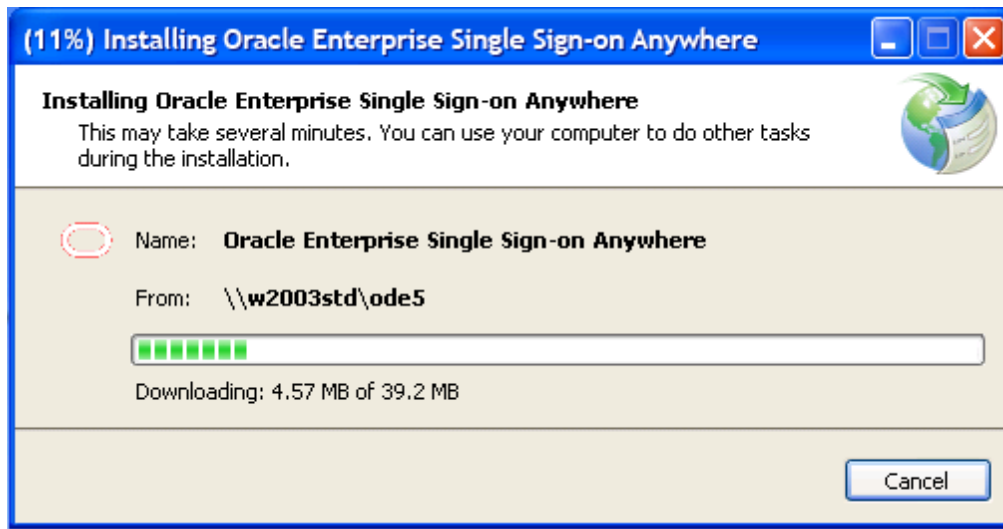 (11%) Installing Oracle Enterprise Single Sign-on Anywhere
Installing Oracle Enterprise Single Sign-on Anywhere
This may take several minutes. You can use your computer to do other tasks
during the installation.
Name: Oracle Enterprise Single Sign-on Anywhere
From: \\w2003std\ode5
Downloading: 4.57 MB of 39.2 MB
Cancel